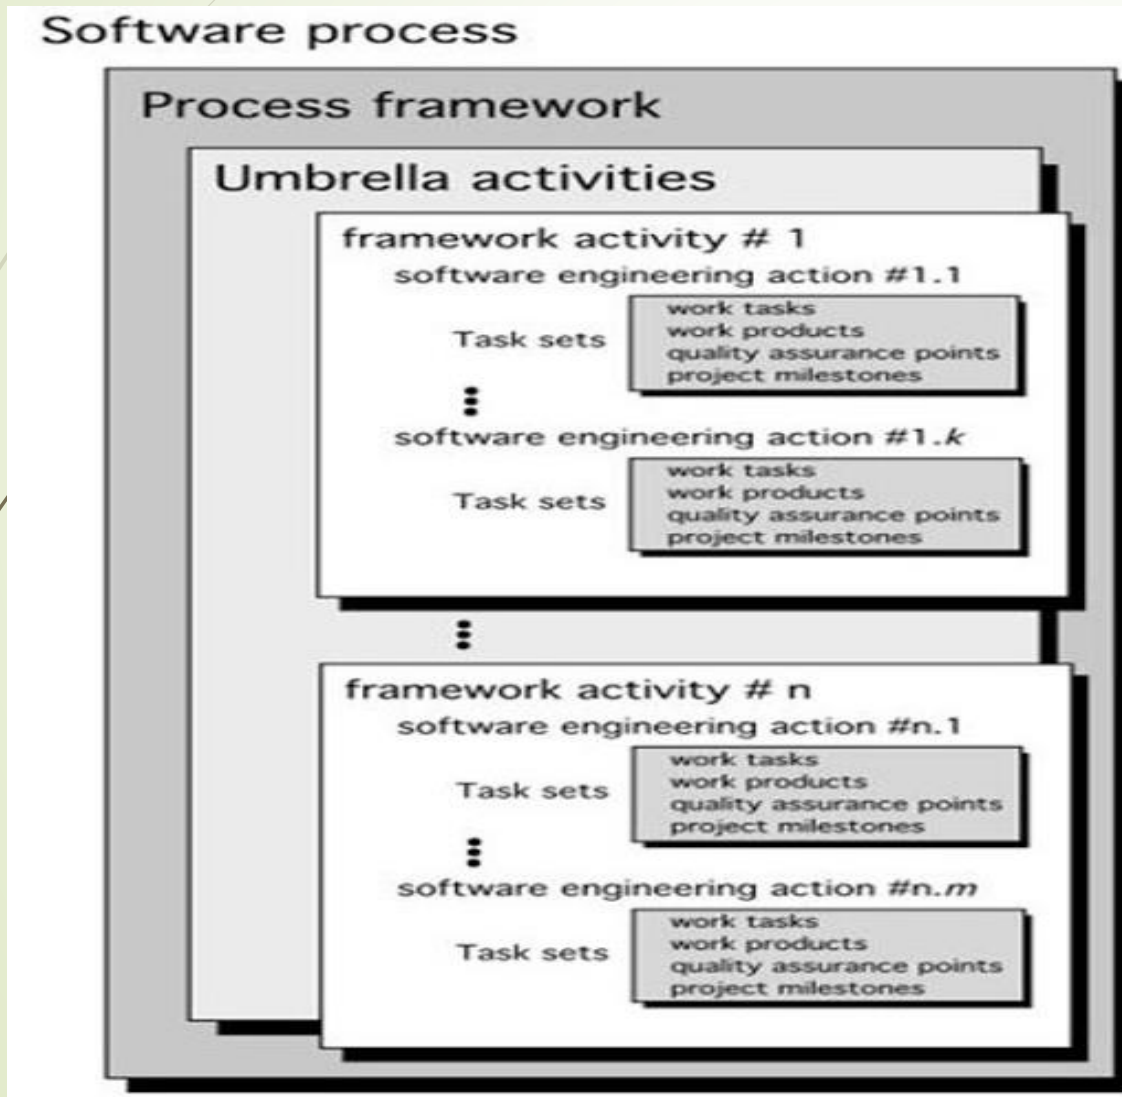 Software process
Process framework
Umbrella activities
framework activity # 1
software engineering action #1.1
Task sets
work tasks
work products
quality assurance points
project milestones
software engineering action #1.k
Task sets
work tasks
work products
quality assurance points
project milestones
framework activity # n
software engineering action #n.1
Task sets
work tasks
work products
quality assurance points
project milestones
software engineering action #n.m
Task sets
work tasks
work products
quality assurance points
project milestones